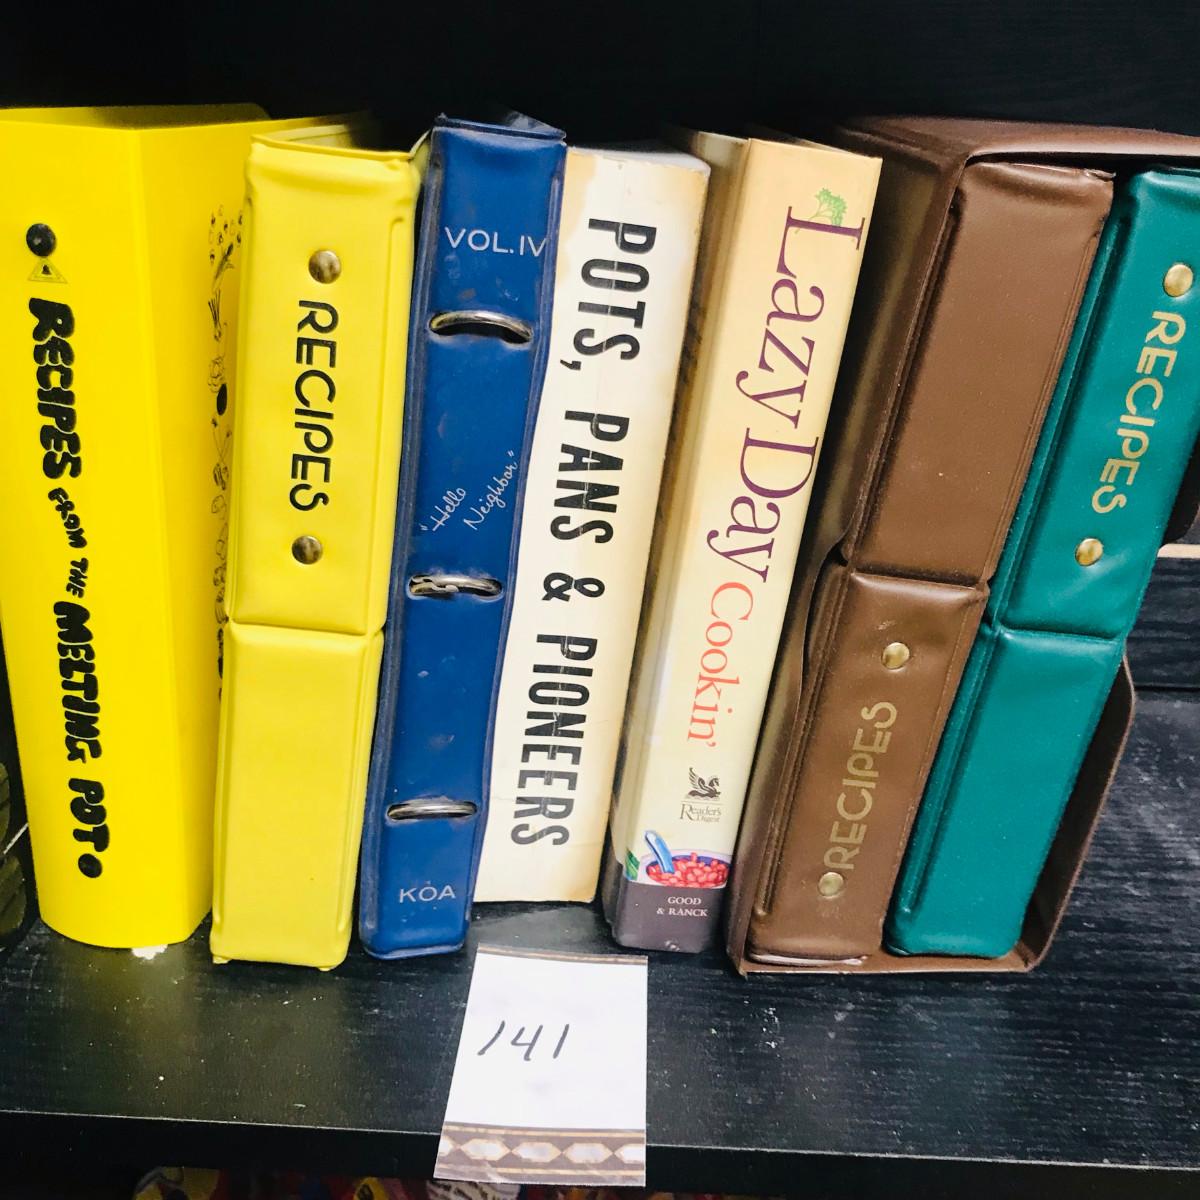 RECIPES FROM THE MELTING POT
RECIPES
VOL. IV
"Hello
Neighbor"
KOA
POTS, PANS & PIONEERS
Lazy Day Cookin'
Reader's
Digest
GOOD
& RANCK
RECIPES
RECIPES
141